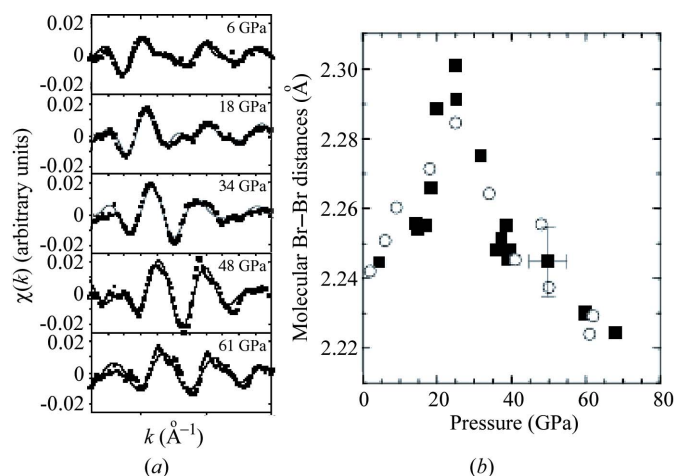 0.02
0
-0.02
6 GPa
0.02
0
-0.02
18 GPa
0.02
0
-0.02
34 GPa
0.02
0
-0.02
48 GPa
0.02
0
-0.02
61 GPa
χ(k) (arbitrary units)
k (Å⁻¹)
(a)
2.30
2.28
2.26
2.24
2.22
Molecular Br–Br distances (Å)
0 20 40 60 80
Pressure (GPa)
(b)